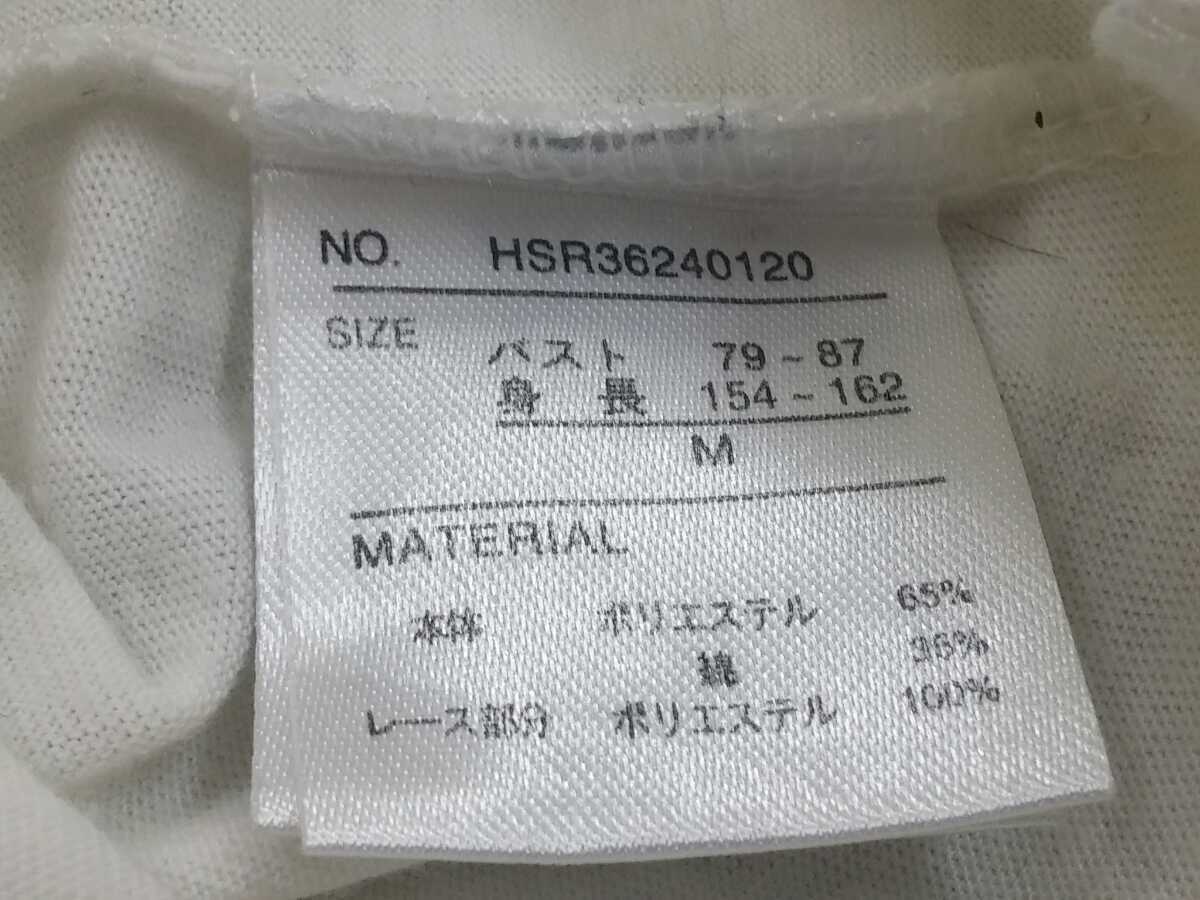 NO. HSR36240120
SIZE バスト 79～87
身長 154～162
M
MATERIAL
本体 ポリエステル 65%
綿 35%
レース部分 ポリエステル 100%